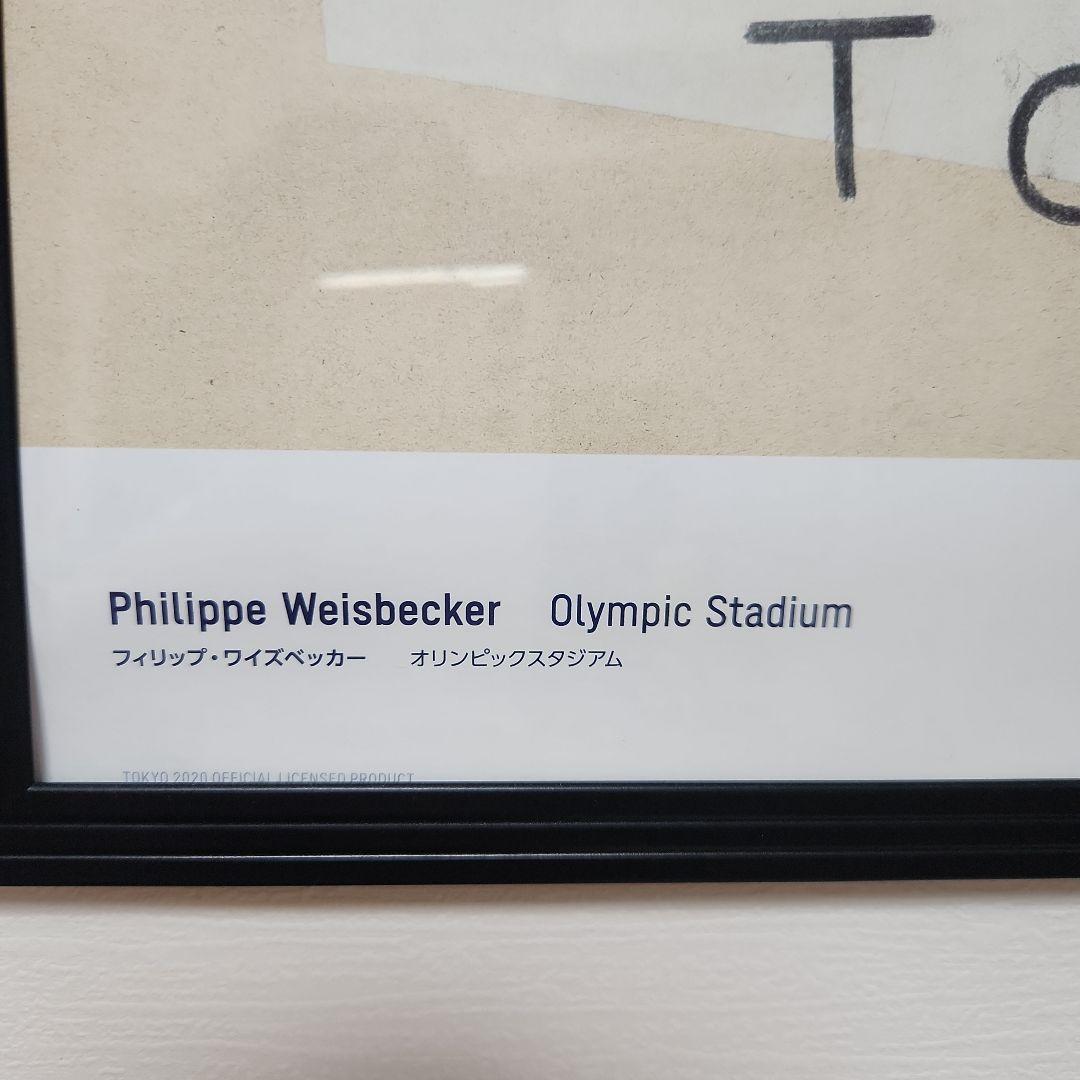 To
Philippe Weisbecker Olympic Stadium
フィリップ・ワイズベッカー オリンピックスタジアム
TOKYO 2020 OFFICIAL LICENSED PRODUCT